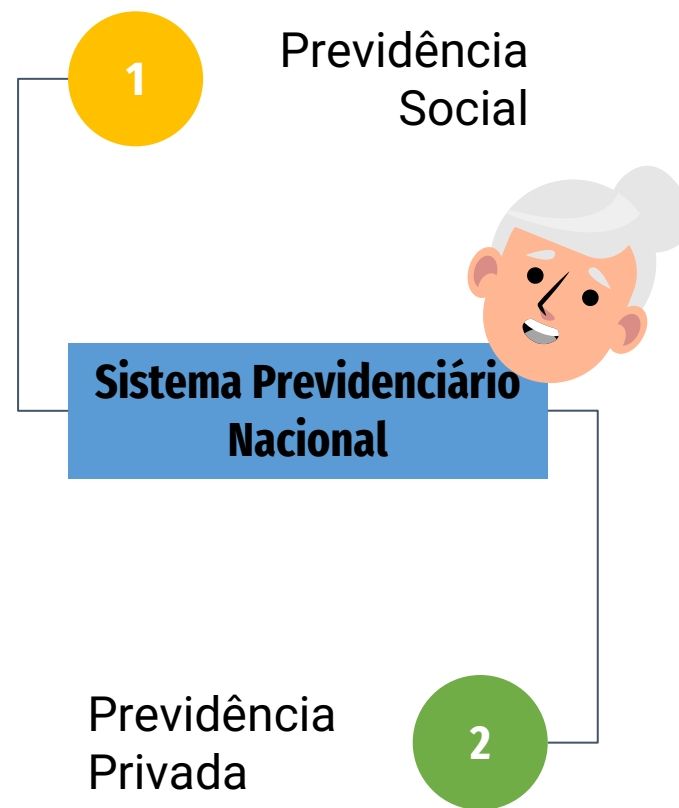 1
Previdência
Social
Sistema Previdenciário
Nacional
Previdência
Privada
2